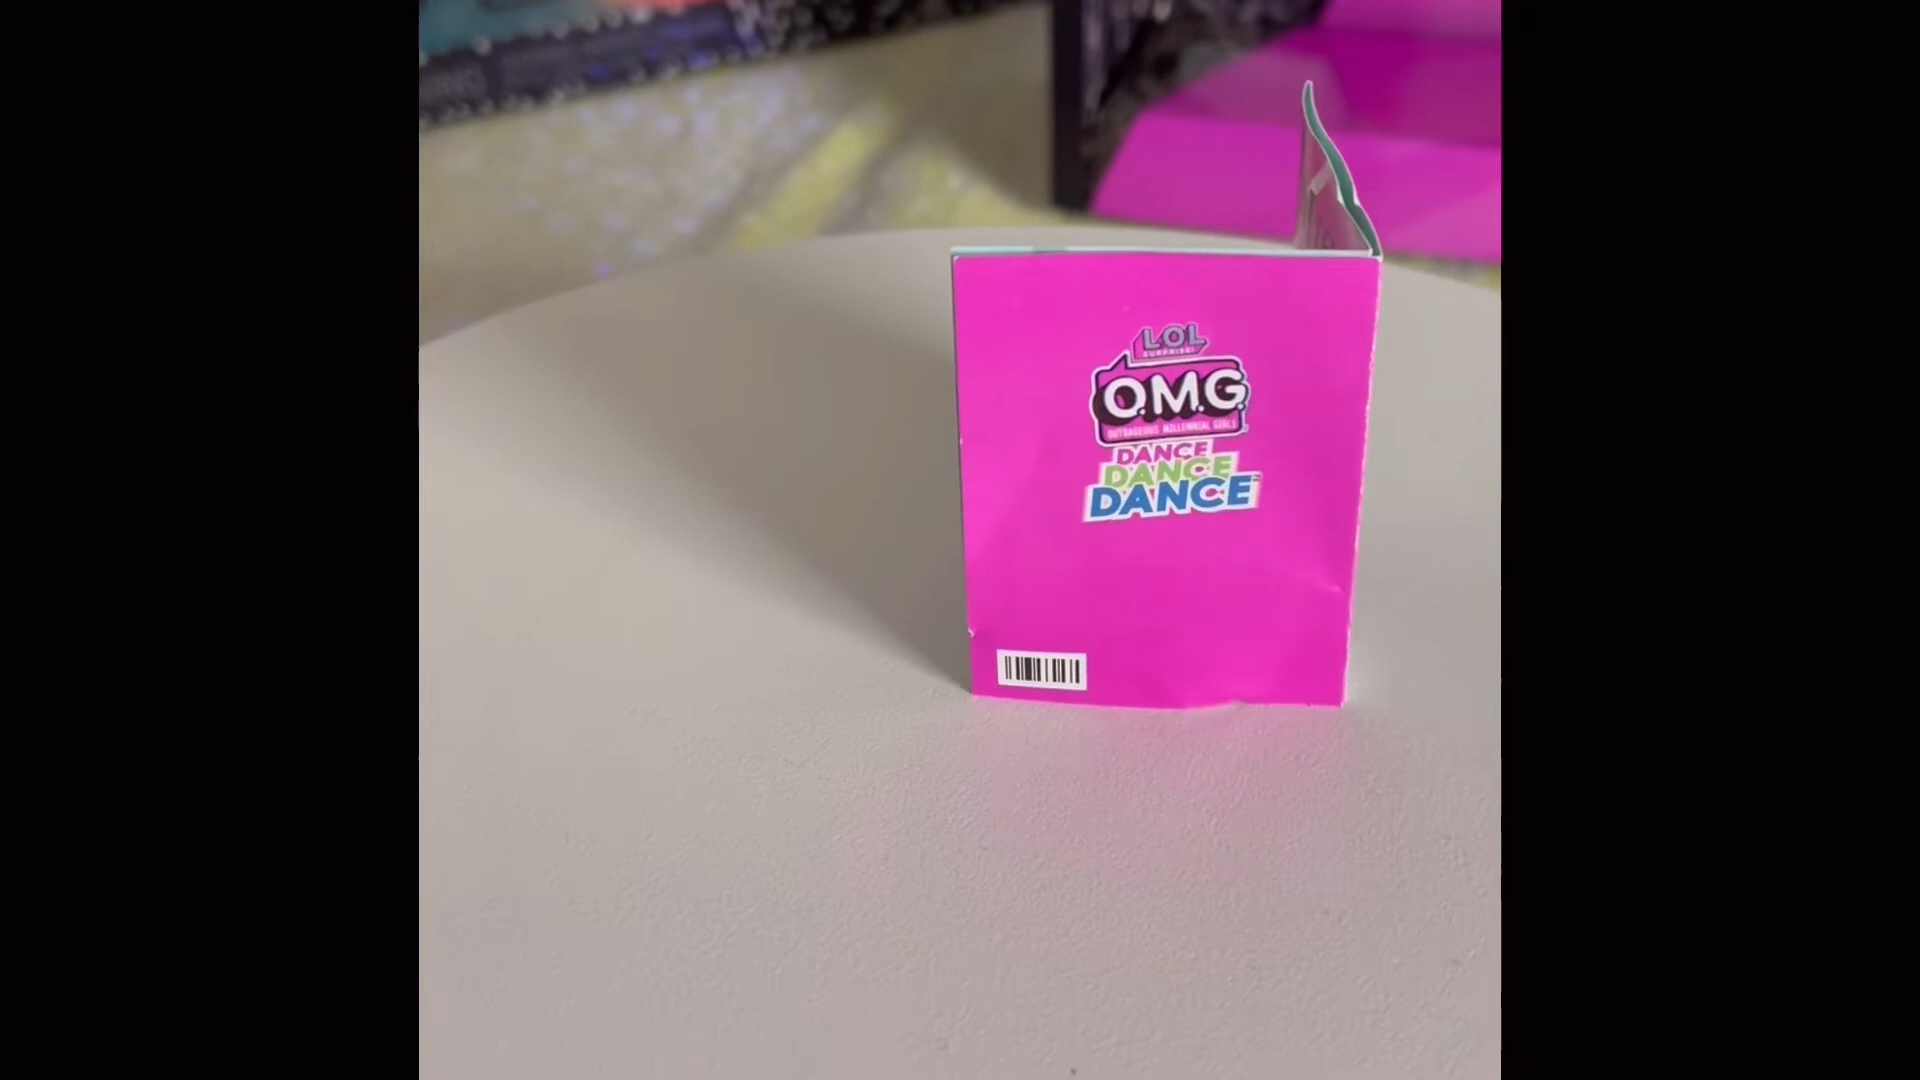 L.O.L
SURPRISE!
O.M.G.
OUTRAGEOUS MILLENNIAL GIRLS
DANCE
DANCE
DANCE